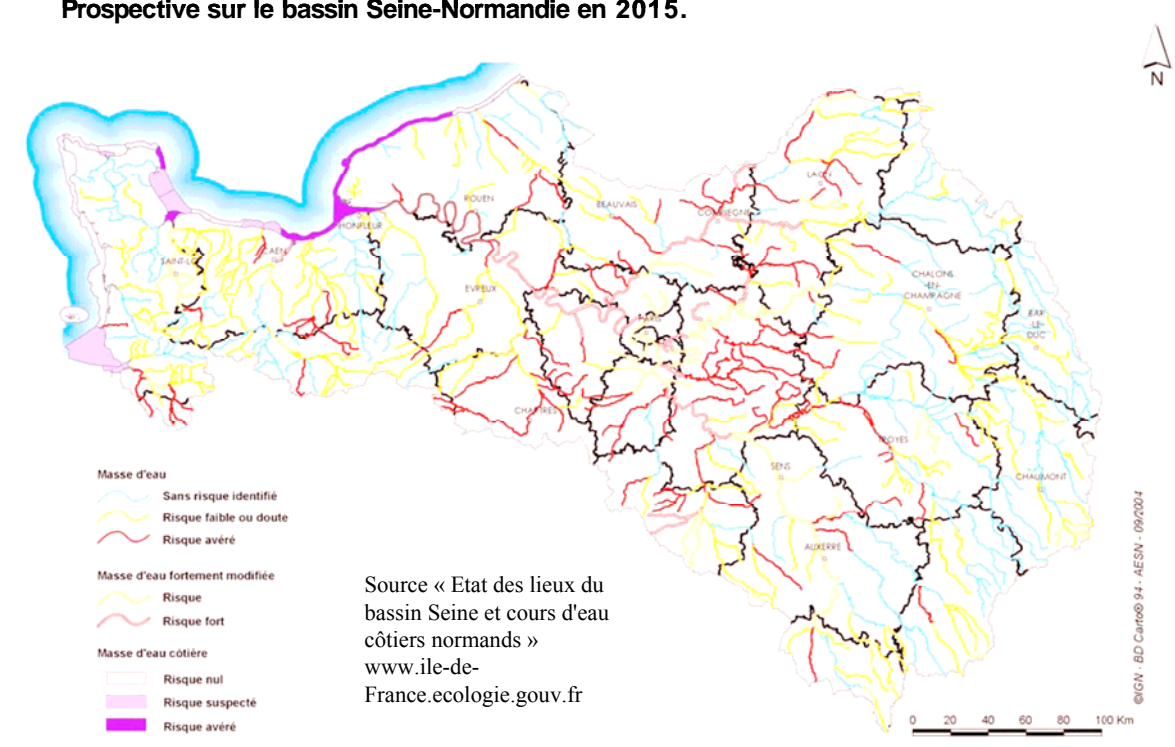 Prospective sur le bassin Seine-Normandie en 2015.
N
LAON
ROUEN
BEAUVAIS
COMPIEGNE
HONFLEUR
CAEN
SAINT-LO
EVREUX
CHALONS
-EN-
CHAMPAGNE
BAR
-LE-
DUC
PARIS
CHARTRES
TROYES
SENS
CHAUMONT
AUXERRE
Masse d'eau
Sans risque identifié
Risque faible ou doute
Risque avéré
Masse d'eau fortement modifiée
Risque
Risque fort
Masse d'eau côtière
Risque nul
Risque suspecté
Risque avéré
Source « Etat des lieux du
bassin Seine et cours d'eau
côtiers normands »
www.ile-de-
France.ecologie.gouv.fr
©IGN - BD Carto® 94 - AESN - 09/2004
0 20 40 60 80 100 Km